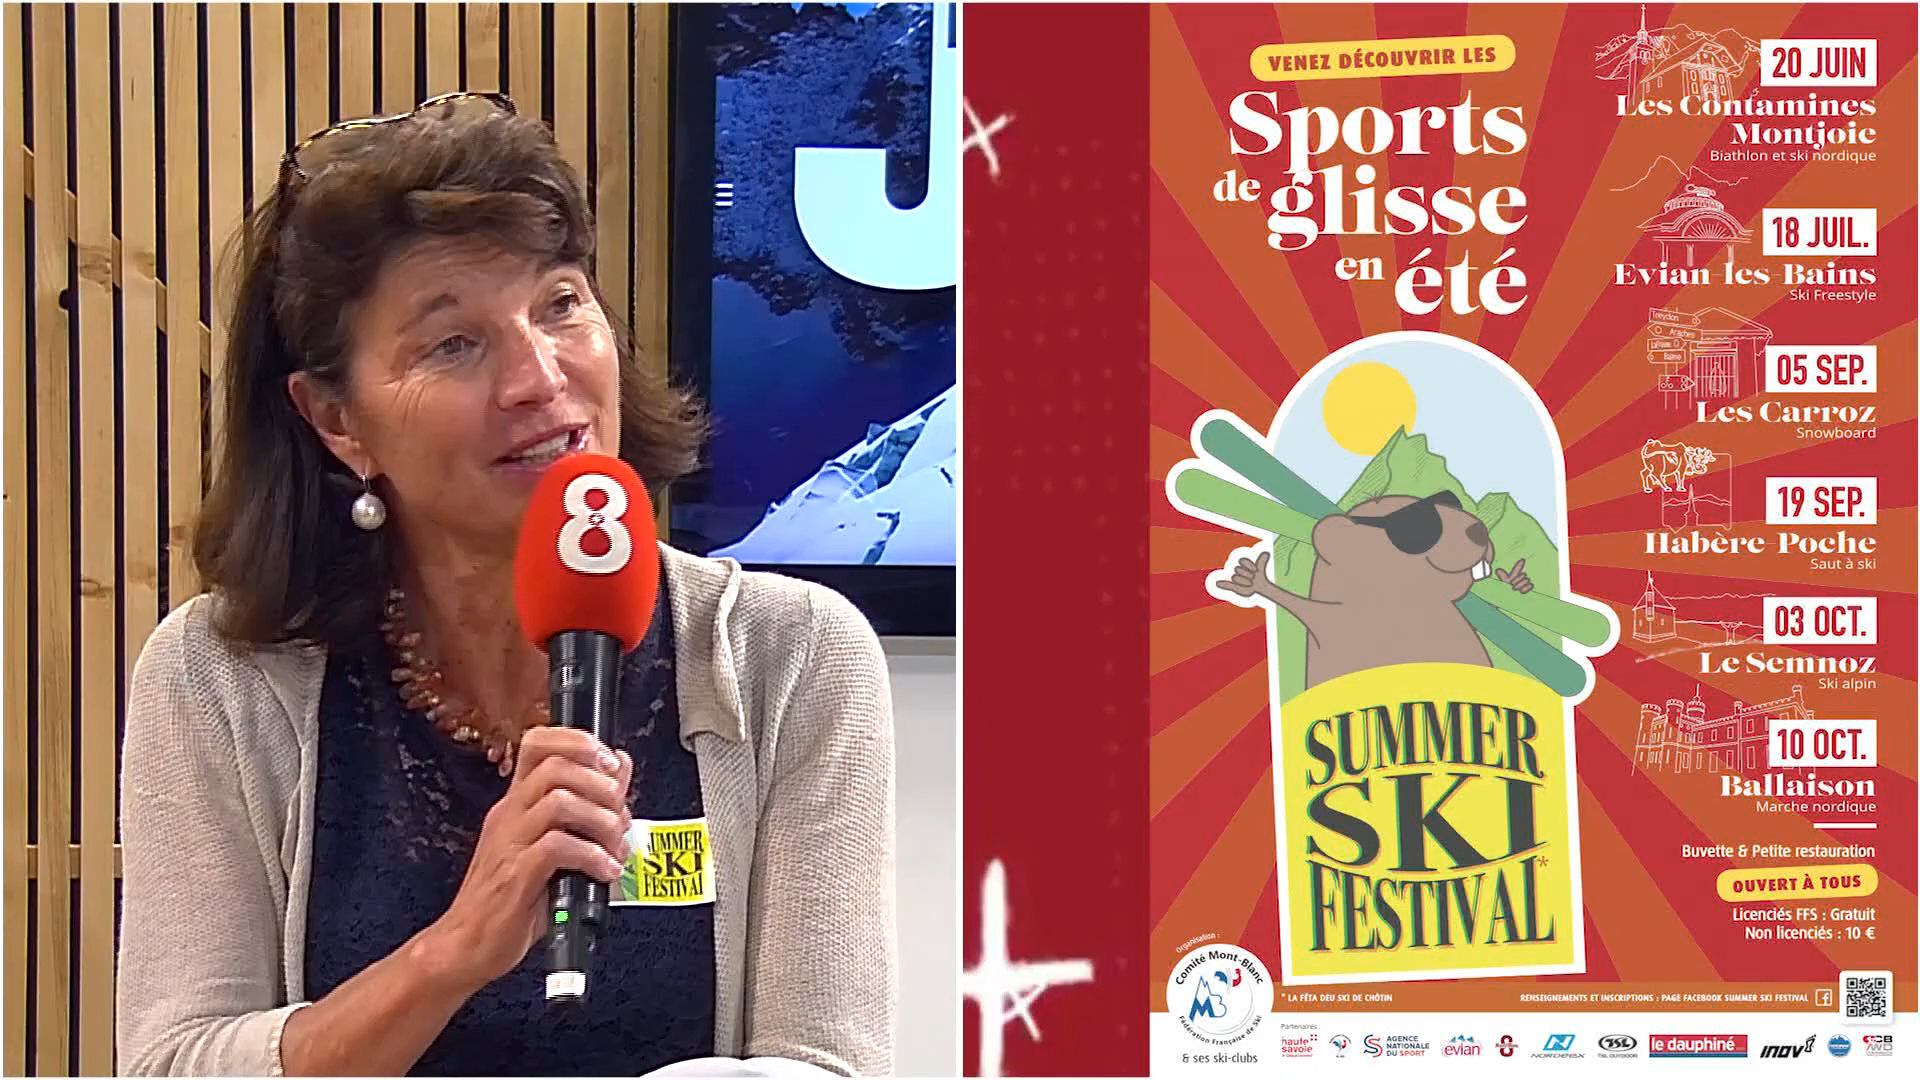 8
SUMMER
SKI
FESTIVAL
VENEZ DÉCOUVRIR LES
Sports
de glisse
en été
20 JUIN
Les Contamines
Montjoie
Biathlon et ski nordique
18 JUIL.
Evian-les-Bains
Ski Freestyle
05 SEP.
Les Carroz
Snowboard
19 SEP.
Habère-Poche
Saut à ski
03 OCT.
Le Semnoz
Ski alpin
10 OCT.
Ballaison
Marche nordique
Buvette & Petite restauration
OUVERT À TOUS
Licenciés FFS : Gratuit
Non licenciés : 10 €
SUMMER
SKI
FESTIVAL*
Organisation :
Comité Mont-Blanc
Fédération Française de Ski
& ses ski-clubs
* LA FÊTA DEU SKI DE CHÔTIN
RENSEIGNEMENTS ET INSCRIPTIONS : PAGE FACEBOOK SUMMER SKI FESTIVAL
Partenaires :
haute savoie
AGENCE
NATIONALE
DU SPORT
evian
NORDEEX
TSL
TSL OUTDOOR
le dauphiné
inov8